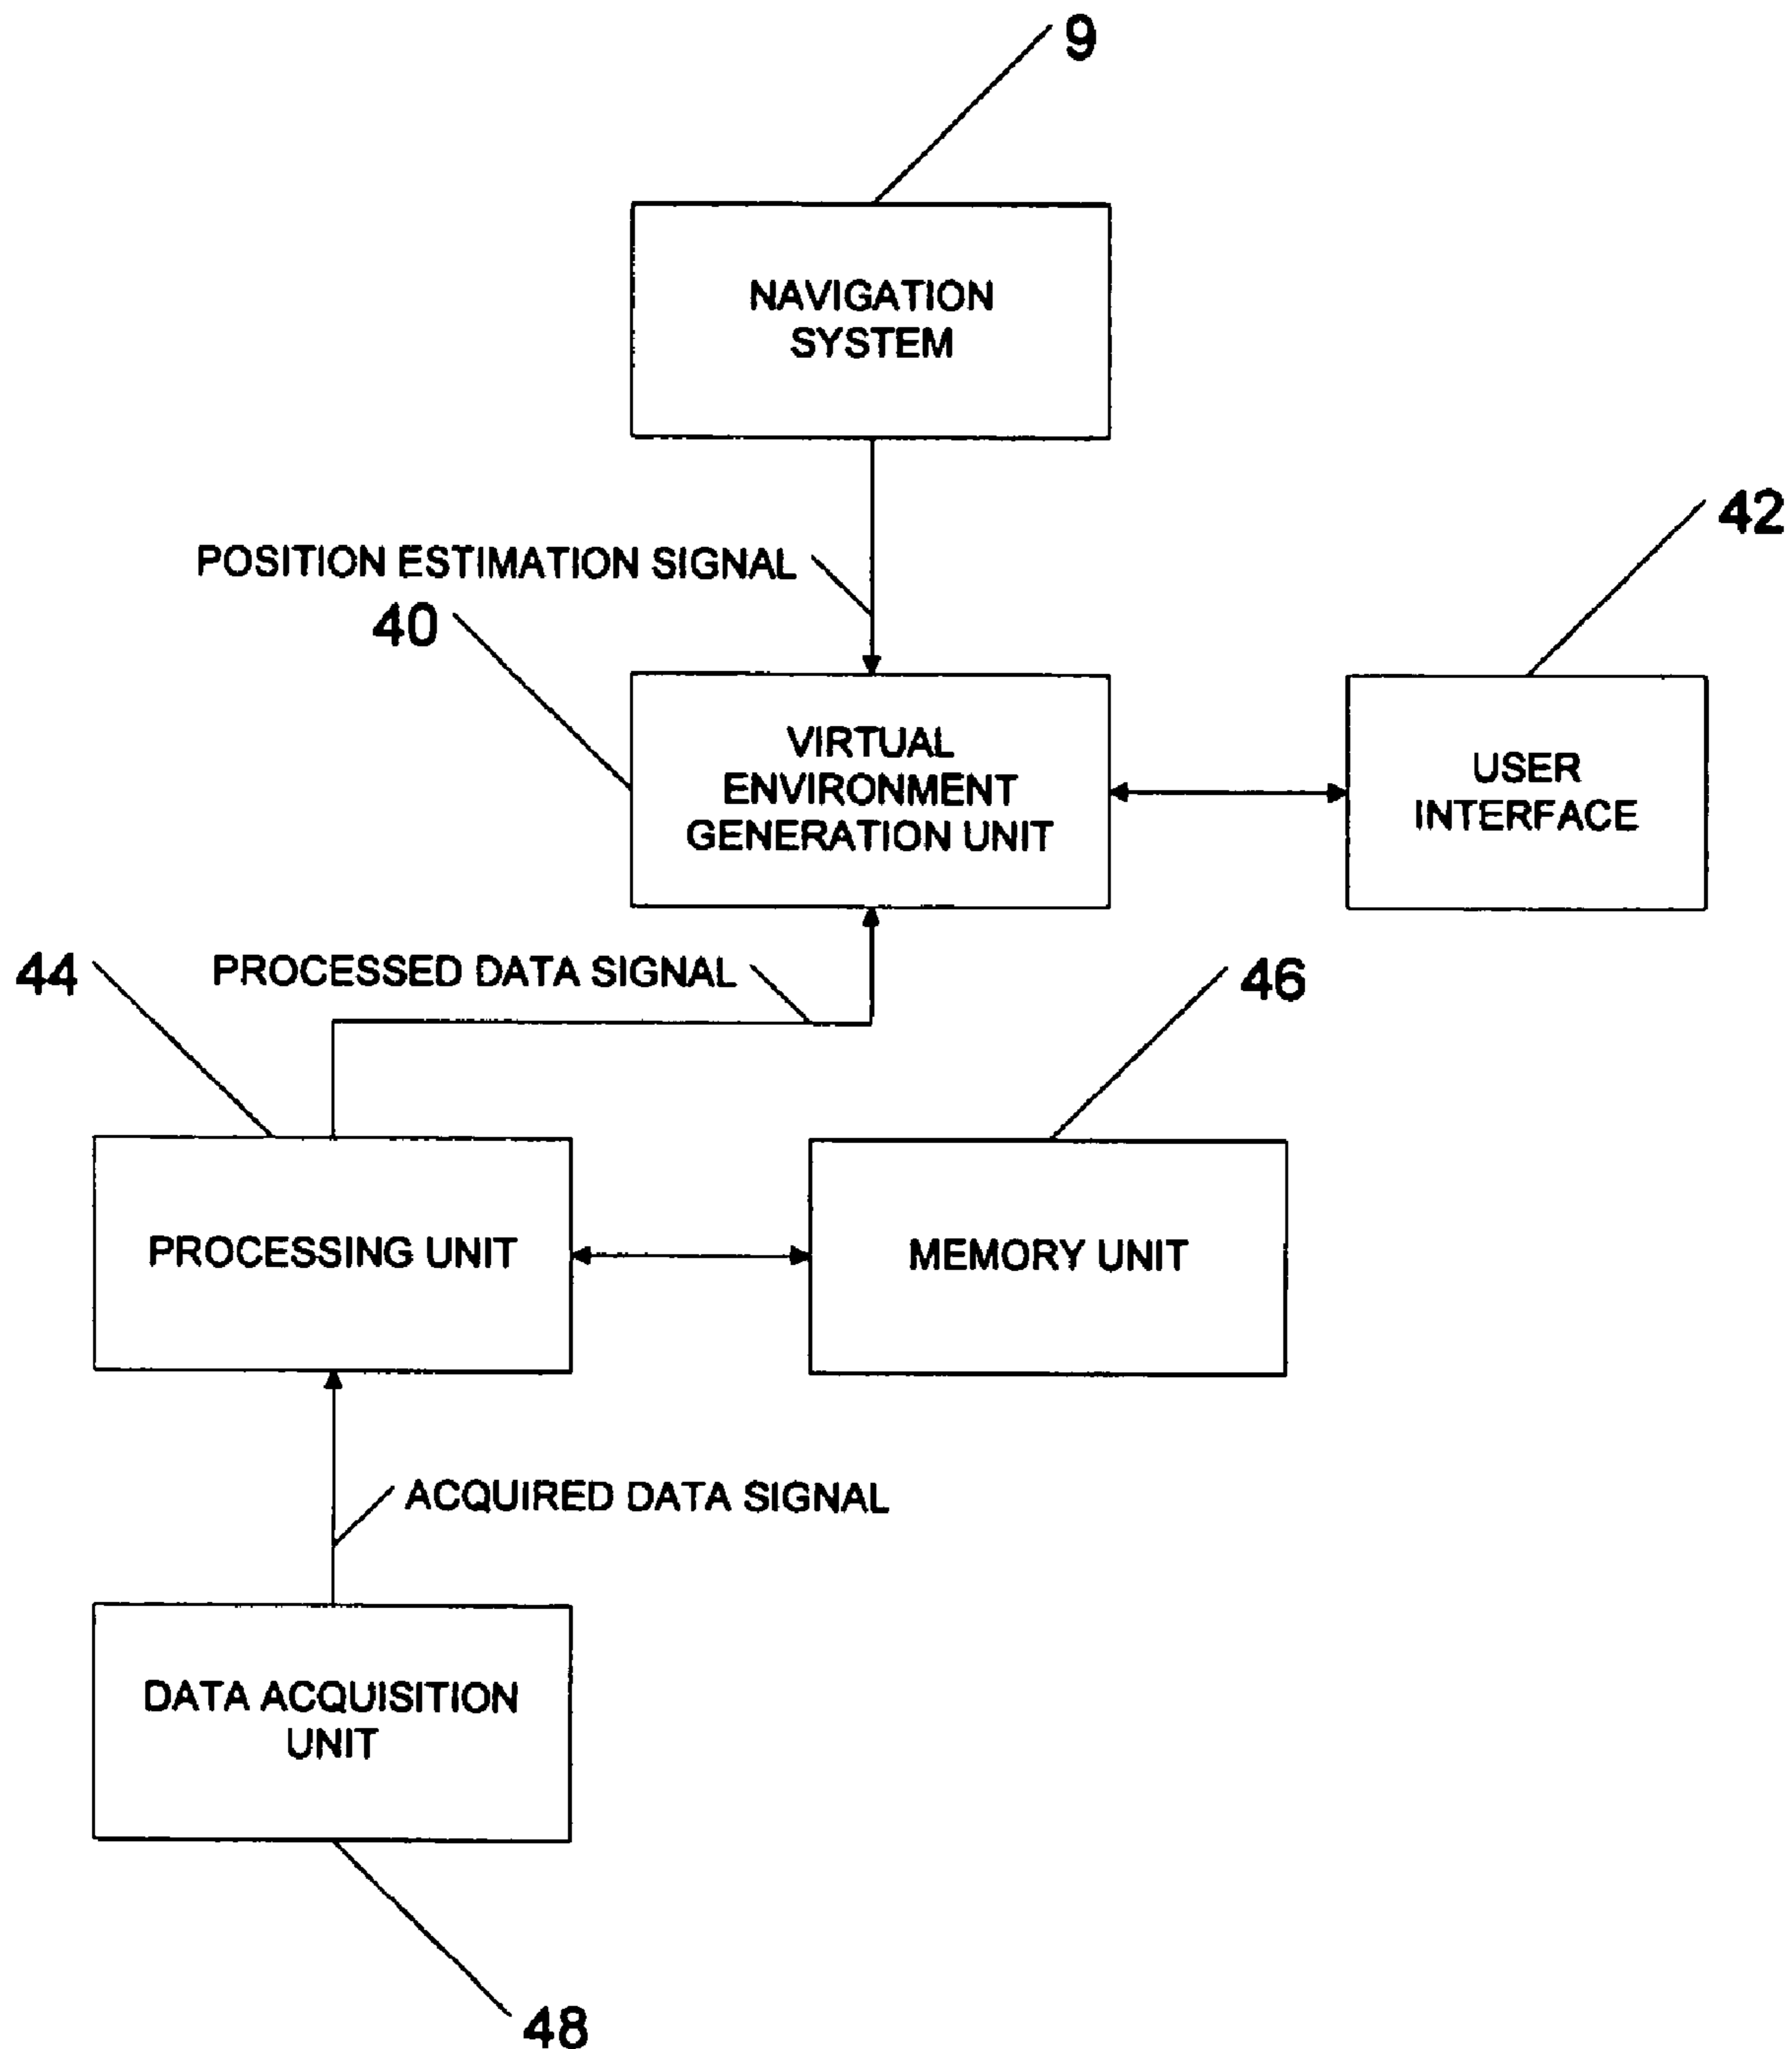 9
NAVIGATION
SYSTEM
42
POSITION ESTIMATION SIGNAL
40
VIRTUAL
ENVIRONMENT
GENERATION UNIT
USER
INTERFACE
44
PROCESSED DATA SIGNAL
46
PROCESSING UNIT
MEMORY UNIT
ACQUIRED DATA SIGNAL
DATA ACQUISITION
UNIT
48